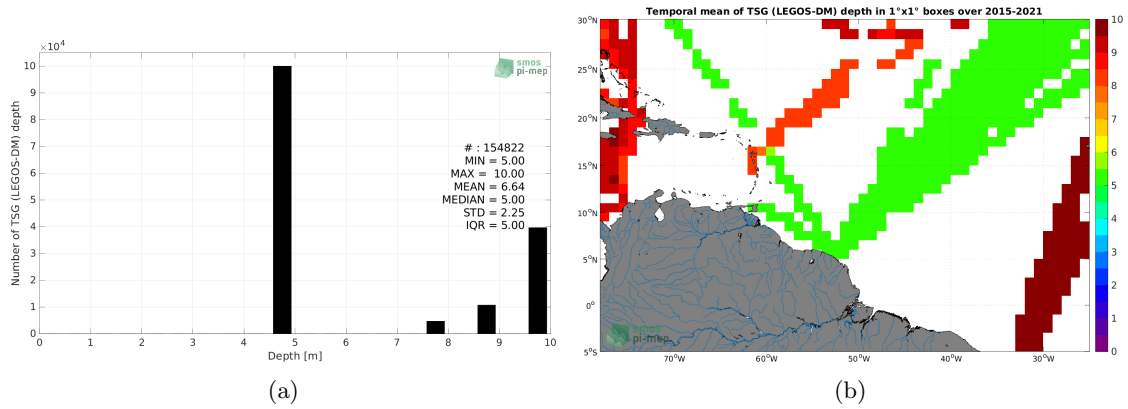 ×10⁴
10
9
8
7
6
5
4
3
2
1
0
Number of TSG (LEGOS-DM) depth
smos
pi-mep
# : 154822
MIN = 5.00
MAX = 10.00
MEAN = 6.64
MEDIAN = 5.00
STD = 2.25
IQR = 5.00
0 1 2 3 4 5 6 7 8 9 10
Depth [m]
(a)
Temporal mean of TSG (LEGOS-DM) depth in 1°x1° boxes over 2015-2021
30°N
25°N
20°N
15°N
10°N
5°N
0°
5°S
70°W 60°W 50°W 40°W 30°W
smos
pi-mep
10
9
8
7
6
5
4
3
2
1
0
(b)